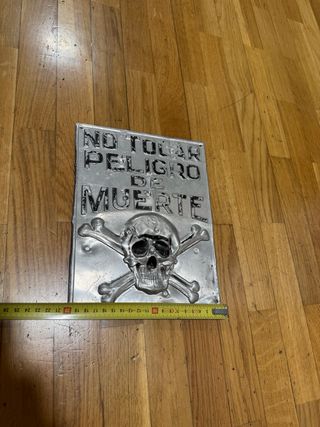 NO TOCAR
PELIGRO
DE
MUERTE